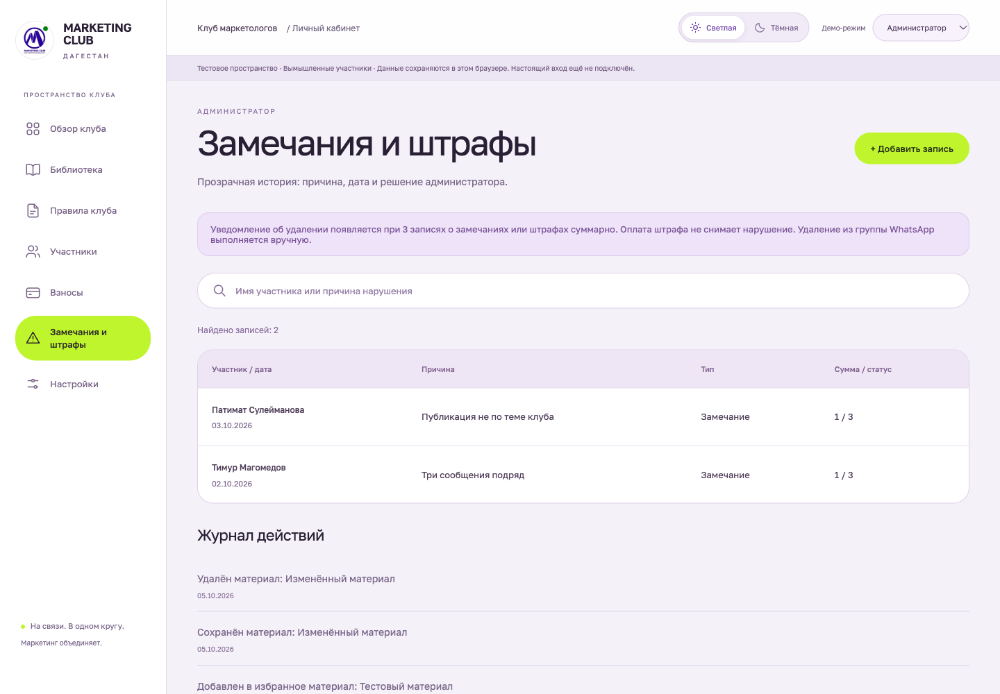 MARKETING
CLUB
ДАГЕСТАН
ПРОСТРАНСТВО КЛУБА
Обзор клуба
Библиотека
Правила клуба
Участники
Взносы
Замечания и
штрафы
Настройки
На связи. В одном кругу.
Маркетинг объединяет.
Клуб маркетологов / Личный кабинет
Светлая Тёмная Демо-режим Администратор
Тестовое пространство · Вымышленные участники · Данные сохраняются в этом браузере. Настоящий вход ещё не подключён.
АДМИНИСТРАТОР
Замечания и штрафы
+ Добавить запись
Прозрачная история: причина, дата и решение администратора.
Уведомление об удалении появляется при 3 записях о замечаниях или штрафах суммарно. Оплата штрафа не снимает нарушение. Удаление из группы WhatsApp
выполняется вручную.
Имя участника или причина нарушения
Найдено записей: 2
Участник / дата Причина Тип Сумма / статус
Патимат Сулейманова
03.10.2026
Публикация не по теме клуба Замечание 1 / 3
Тимур Магомедов
02.10.2026
Три сообщения подряд Замечание 1 / 3
Журнал действий
Удалён материал: Изменённый материал
05.10.2026
Сохранён материал: Изменённый материал
05.10.2026
Добавлен в избранное материал: Тестовый материал